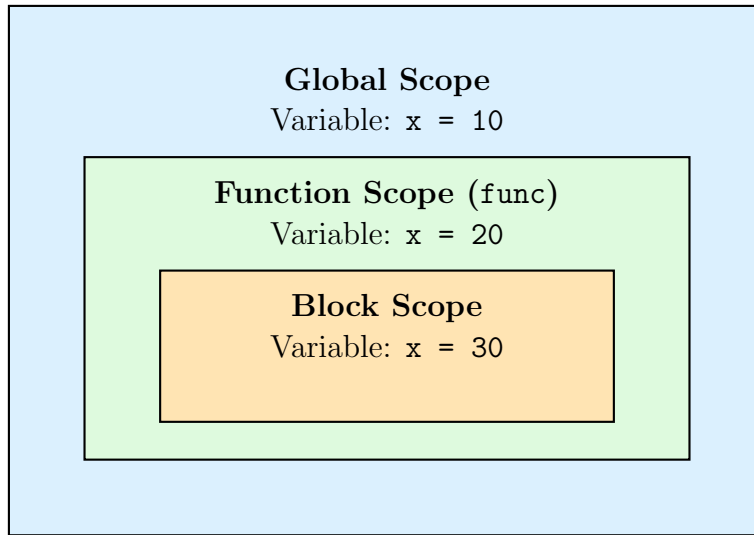 Global Scope
Variable: x = 10
Function Scope (func)
Variable: x = 20
Block Scope
Variable: x = 30